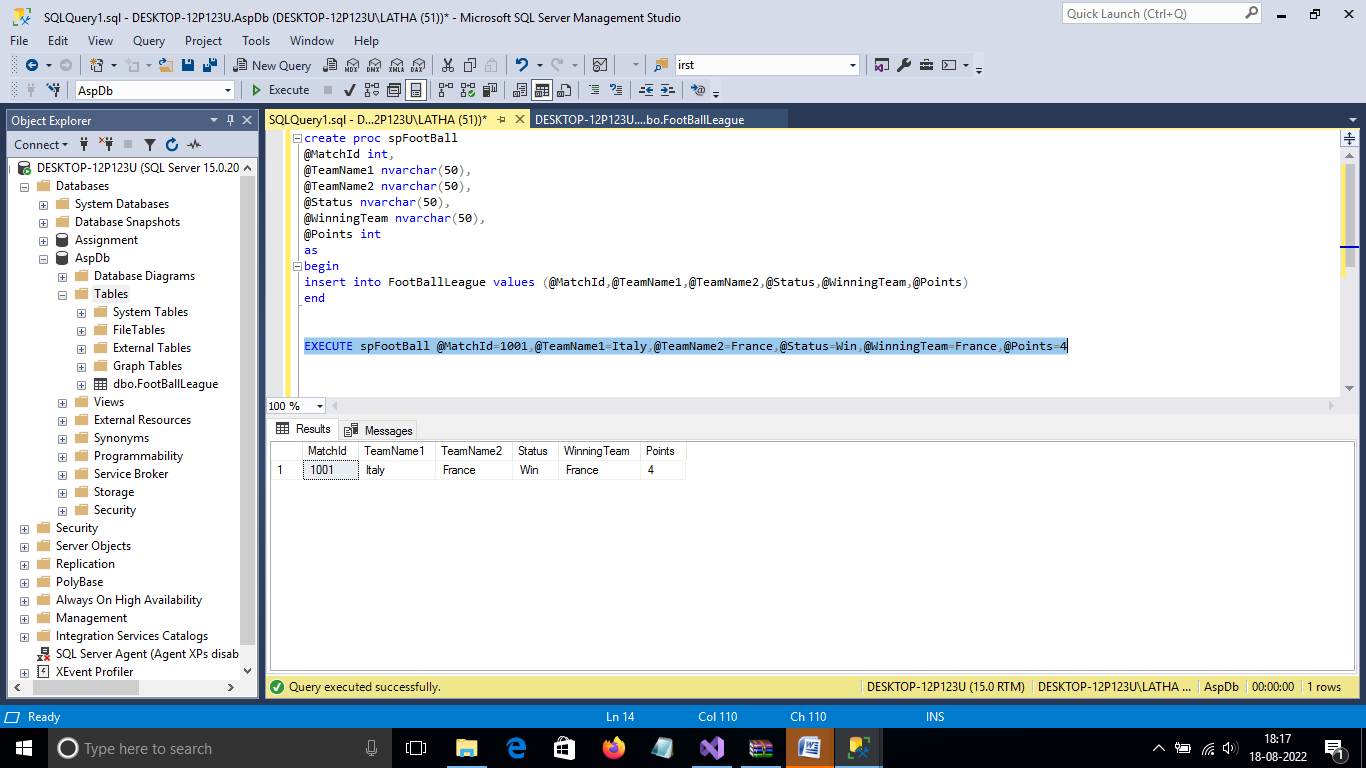 SQLQuery1.sql - DESKTOP-12P123U.AspDb (DESKTOP-12P123U\LATHA (51))* - Microsoft SQL Server Management Studio
Quick Launch (Ctrl+Q)
File Edit View Query Project Tools Window Help
New Query MDX DMX XMLA DAX irst
AspDb Execute
Object Explorer
Connect
DESKTOP-12P123U (SQL Server 15.0.20
Databases
System Databases
Database Snapshots
Assignment
AspDb
Database Diagrams
Tables
System Tables
FileTables
External Tables
Graph Tables
dbo.FootBallLeague
Views
External Resources
Synonyms
Programmability
Service Broker
Storage
Security
Security
Server Objects
Replication
PolyBase
Always On High Availability
Management
Integration Services Catalogs
SQL Server Agent (Agent XPs disab
XEvent Profiler
SQLQuery1.sql - D...2P123U\LATHA (51))* DESKTOP-12P123U....bo.FootBallLeague
create proc spFootBall
@MatchId int,
@TeamName1 nvarchar(50),
@TeamName2 nvarchar(50),
@Status nvarchar(50),
@WinningTeam nvarchar(50),
@Points int
as
begin
insert into FootBallLeague values (@MatchId,@TeamName1,@TeamName2,@Status,@WinningTeam,@Points)
end
EXECUTE spFootBall @MatchId=1001,@TeamName1=Italy,@TeamName2=France,@Status=Win,@WinningTeam=France,@Points=4
100 %
Results Messages
MatchId TeamName1 TeamName2 Status WinningTeam Points
1 1001 Italy France Win France 4
Query executed successfully. DESKTOP-12P123U (15.0 RTM) DESKTOP-12P123U\LATHA ... AspDb 00:00:00 1 rows
Ready Ln 14 Col 110 Ch 110 INS
Type here to search
18:17
18-08-2022
1